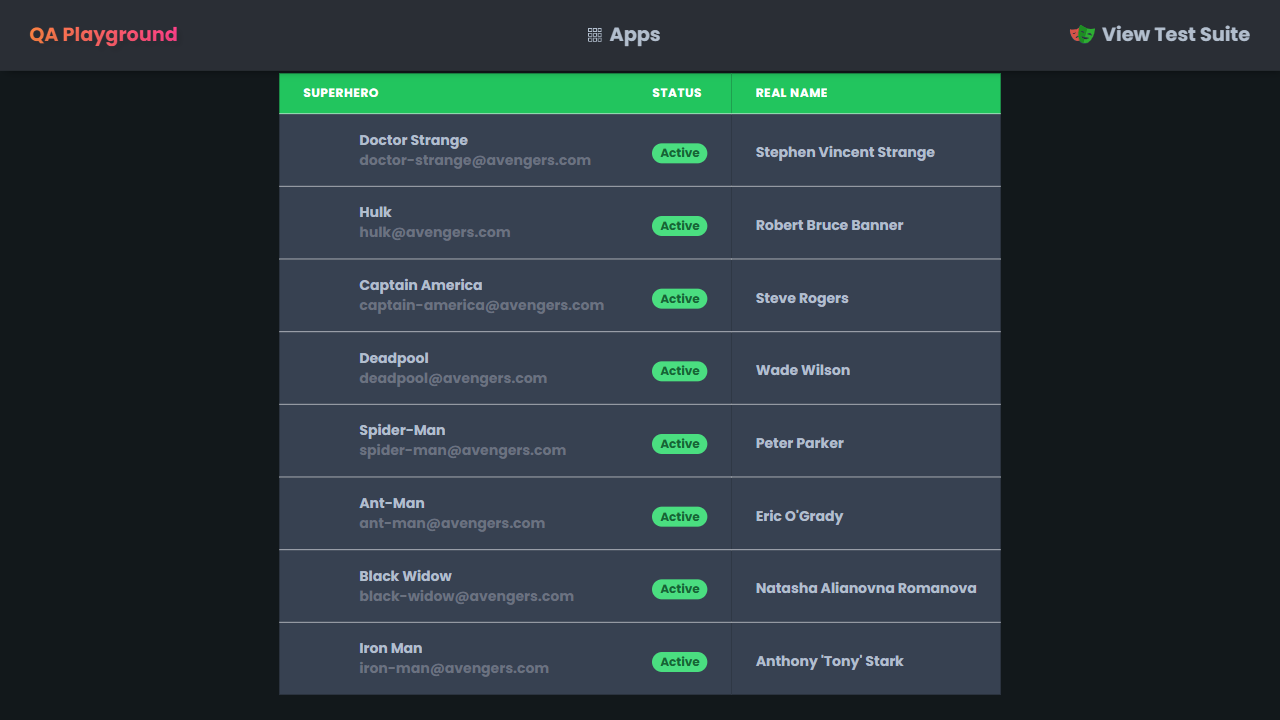 QA Playground
Apps
View Test Suite
SUPERHERO STATUS REAL NAME
Doctor Strange
doctor-strange@avengers.com
Active
Stephen Vincent Strange
Hulk
hulk@avengers.com
Active
Robert Bruce Banner
Captain America
captain-america@avengers.com
Active
Steve Rogers
Deadpool
deadpool@avengers.com
Active
Wade Wilson
Spider-Man
spider-man@avengers.com
Active
Peter Parker
Ant-Man
ant-man@avengers.com
Active
Eric O'Grady
Black Widow
black-widow@avengers.com
Active
Natasha Alianovna Romanova
Iron Man
iron-man@avengers.com
Active
Anthony 'Tony' Stark